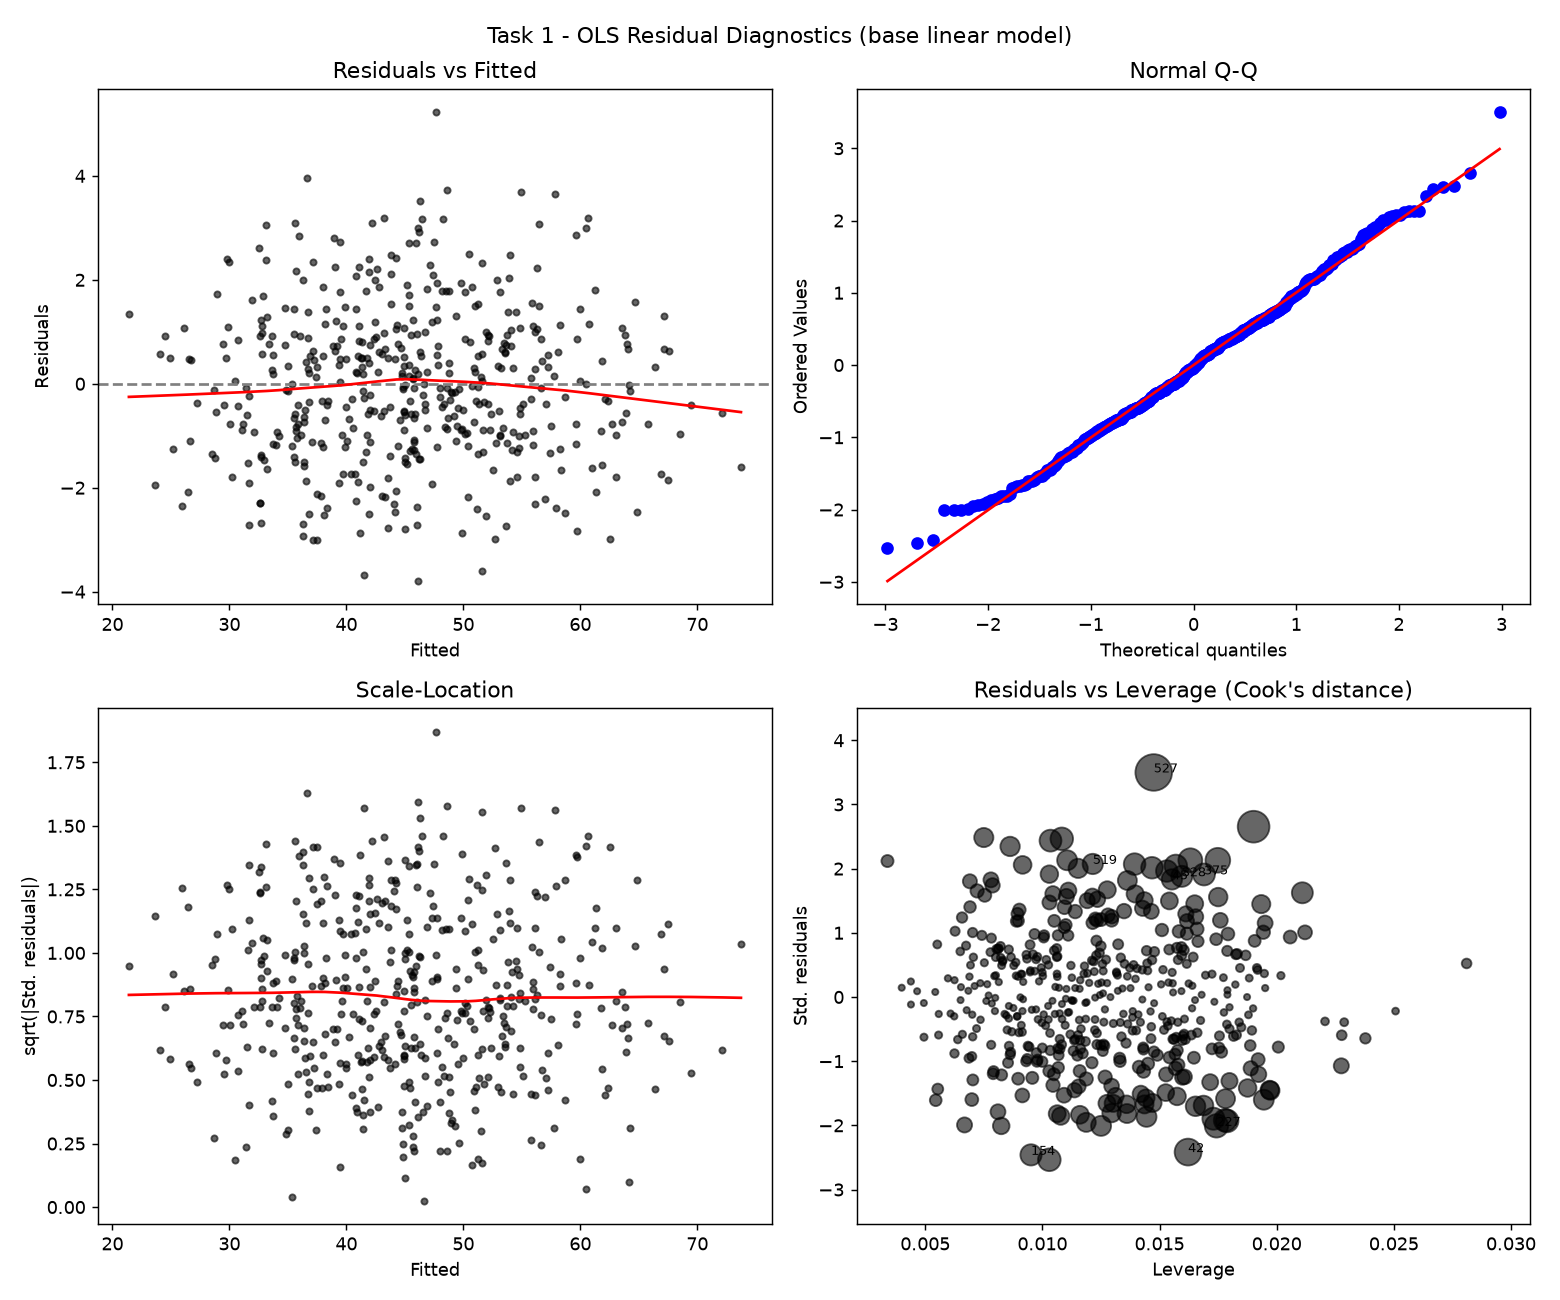 Task 1 - OLS Residual Diagnostics (base linear model)
Residuals vs Fitted
Residuals
4
2
0
−2
−4
20 30 40 50 60 70
Fitted
Normal Q-Q
Ordered Values
3
2
1
0
−1
−2
−3
−3 −2 −1 0 1 2 3
Theoretical quantiles
Scale-Location
sqrt(|Std. residuals|)
1.75
1.50
1.25
1.00
0.75
0.50
0.25
0.00
20 30 40 50 60 70
Fitted
Residuals vs Leverage (Cook's distance)
Std. residuals
4
3
2
1
0
−1
−2
−3
527
519
375
154
42
0.005 0.010 0.015 0.020 0.025 0.030
Leverage